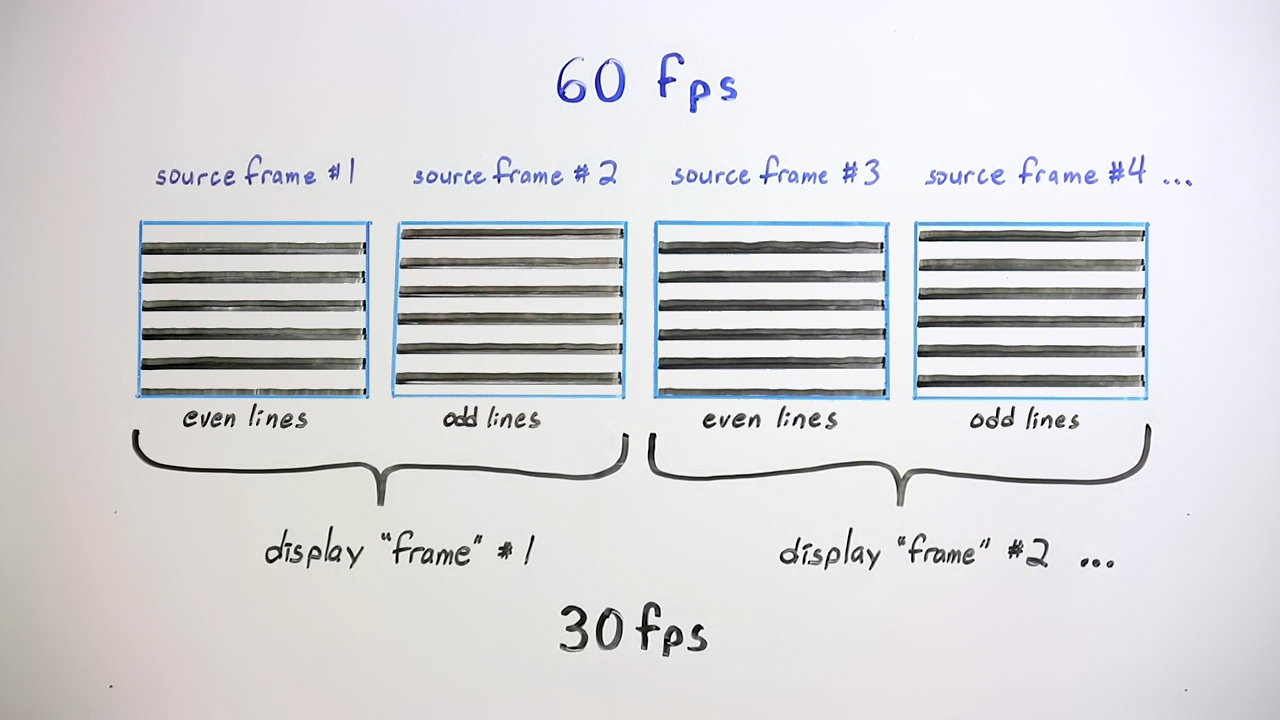 60 fps
source frame #1
source frame #2
source frame #3
source frame #4 ...
even lines
odd lines
even lines
odd lines
display "frame" #1
display "frame" #2 ...
30 fps